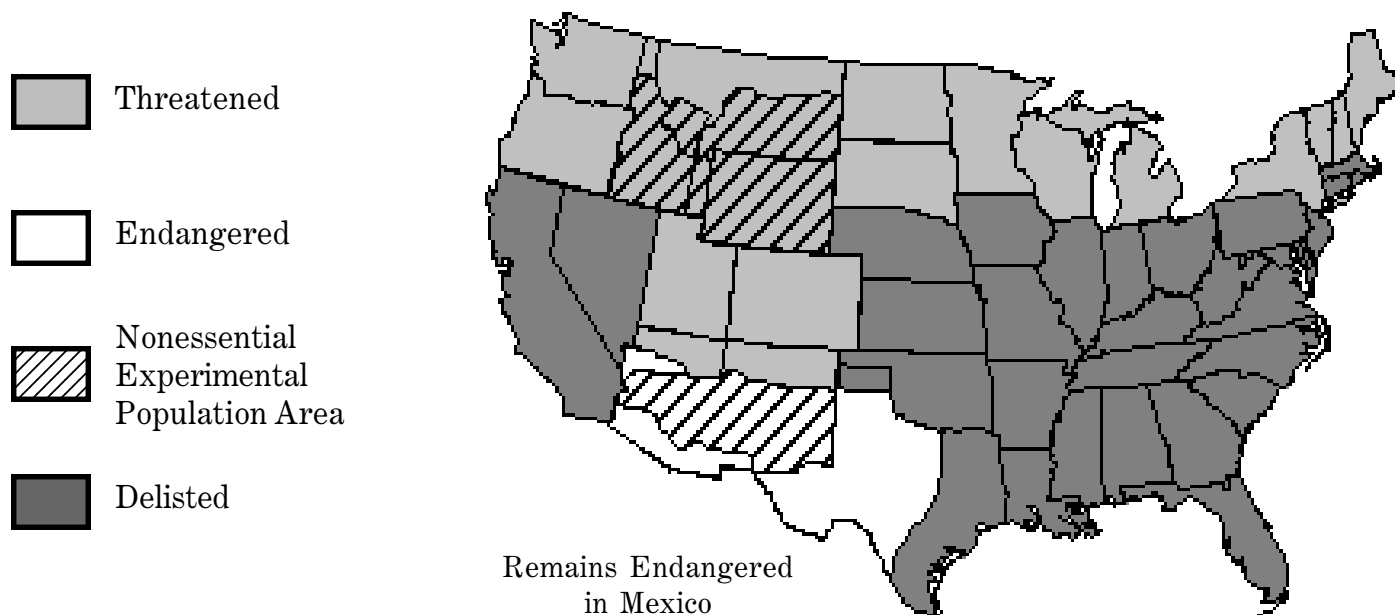 Threatened
Endangered
Nonessential
Experimental
Population Area
Delisted
Remains Endangered
in Mexico